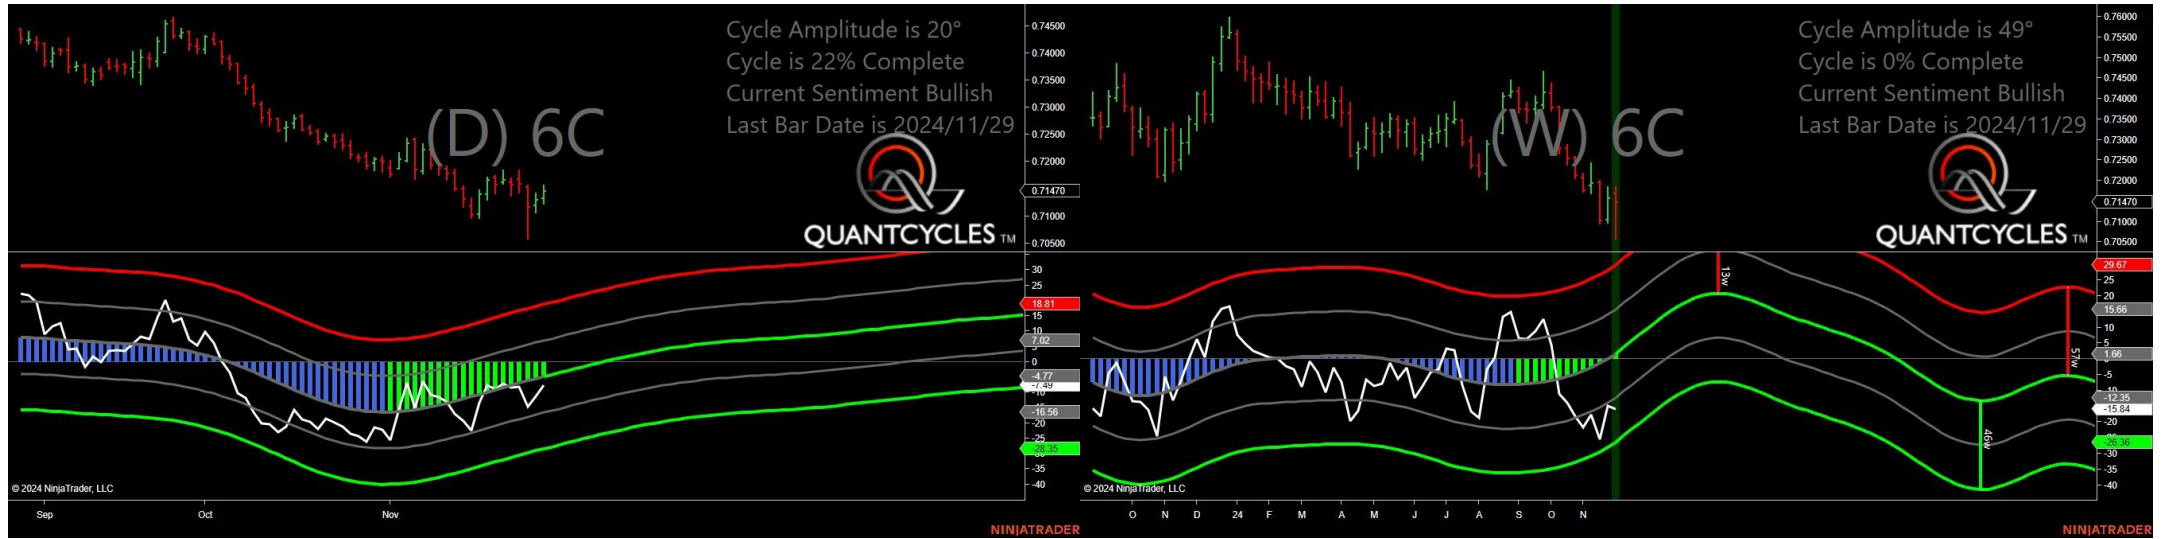 Cycle Amplitude is 20°
Cycle is 22% Complete
Current Sentiment Bullish
Last Bar Date is 2024/11/29
(D) 6C
QUANTCYCLES TM
0.74500
0.74000
0.73500
0.73000
0.72500
0.72000
0.71470
0.71000
0.70500
30
25
18.81
15
10
7.02
0
-4.77
-7.49
-16.56
-20
-25
-28.35
-35
-40
© 2024 NinjaTrader, LLC
Sep Oct Nov
NINJATRADER
Cycle Amplitude is 49°
Cycle is 0% Complete
Current Sentiment Bullish
Last Bar Date is 2024/11/29
(W) 6C
QUANTCYCLES TM
0.76000
0.75500
0.75000
0.74500
0.74000
0.73500
0.73000
0.72500
0.72000
0.71470
0.71000
0.70500
13w
46w
57w
29.67
25
20
15.66
10
5
1.66
-5
-10
-12.35
-15.84
-20
-26.36
-30
-35
-40
© 2024 NinjaTrader, LLC
O N D 24 F M A M J J A S O N
NINJATRADER